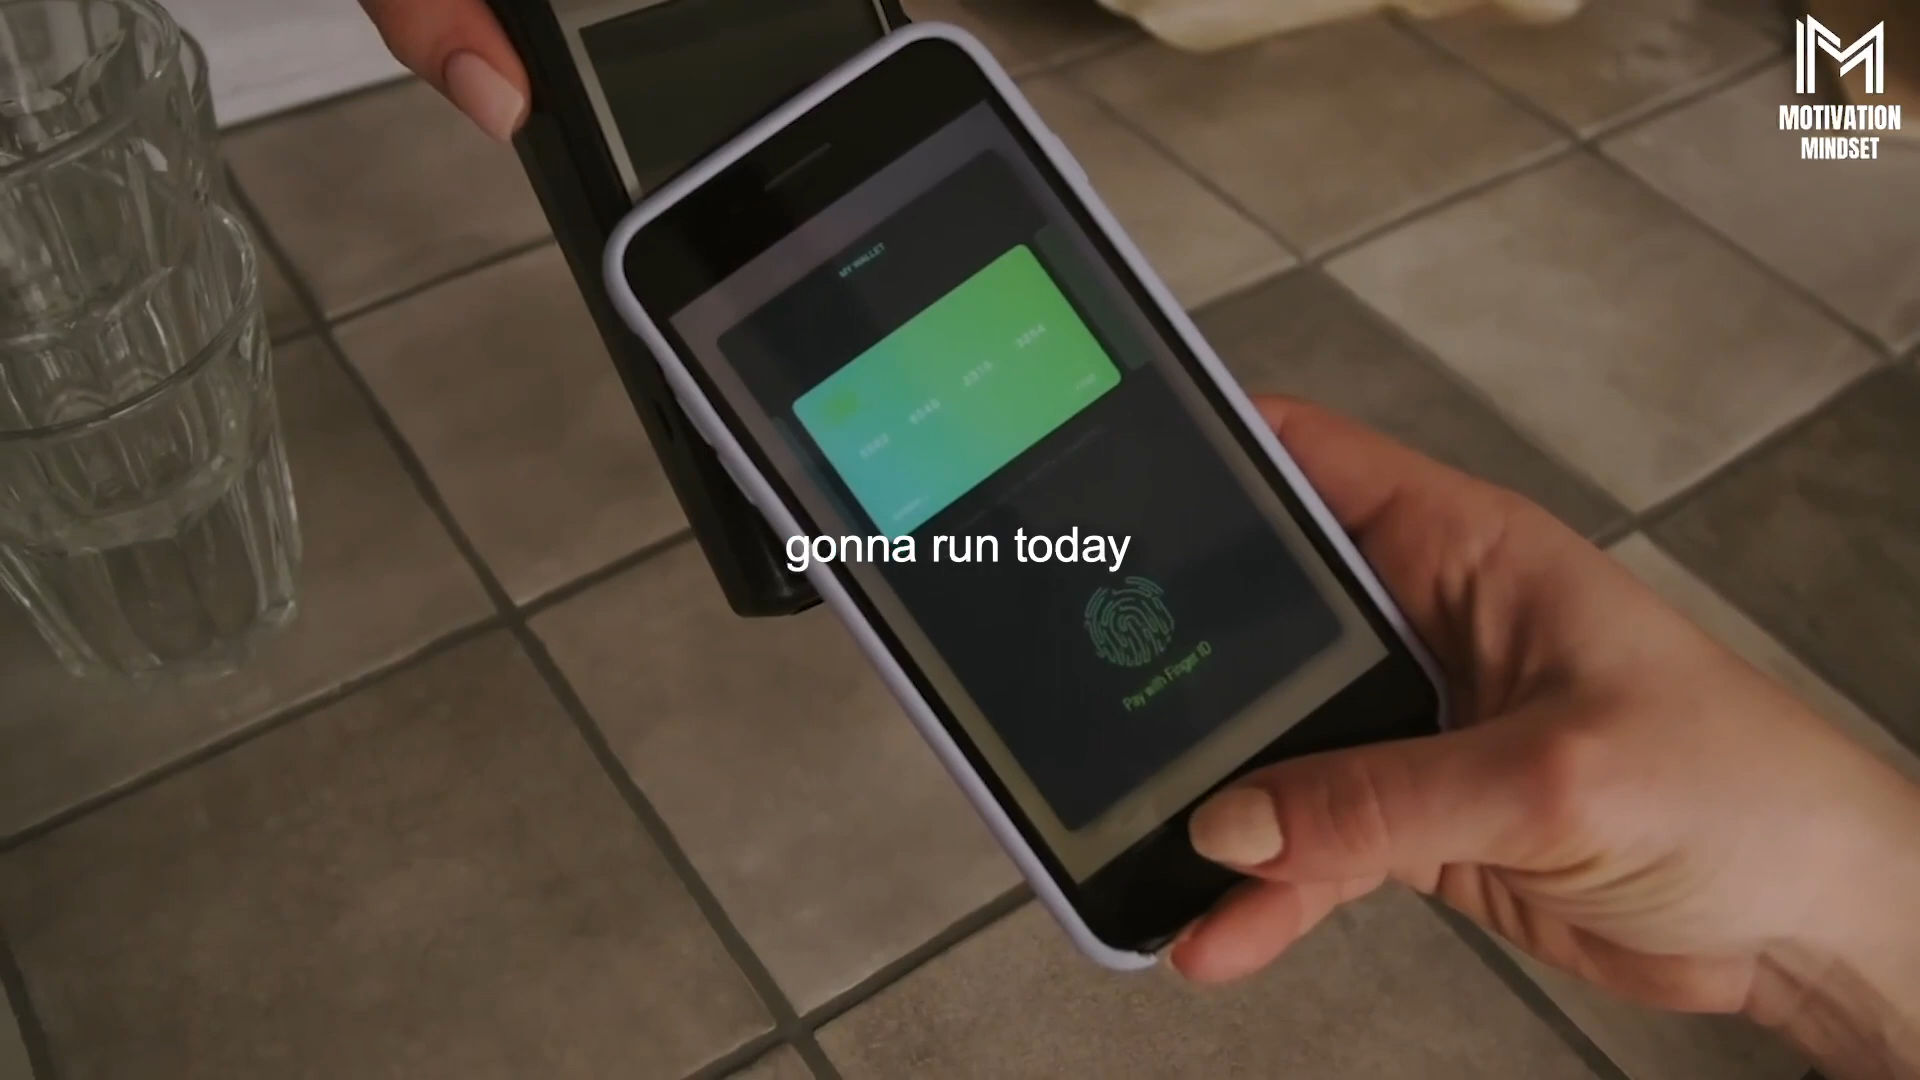 MOTIVATION
MINDSET
MY WALLET
gonna run today
Pay with Finger ID